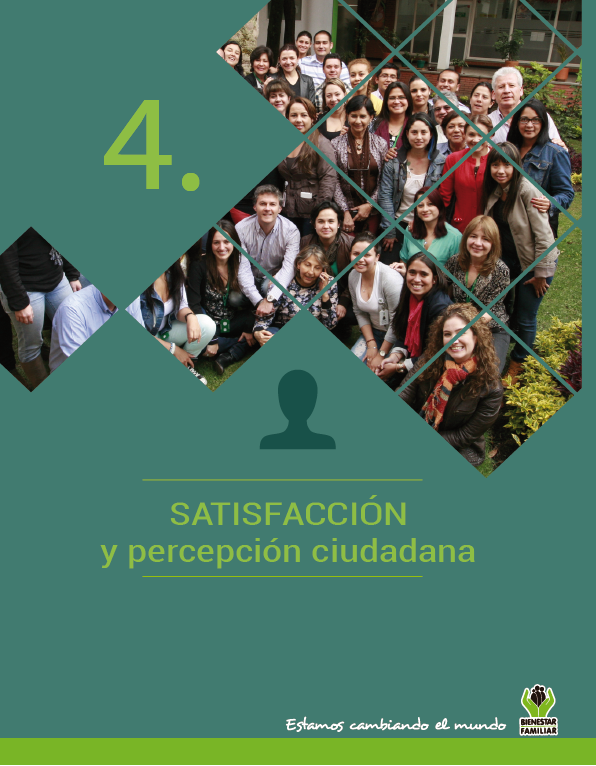 4.
SATISFACCIÓN
y percepción ciudadana
Estamos cambiando el mundo
BIENESTAR
FAMILIAR